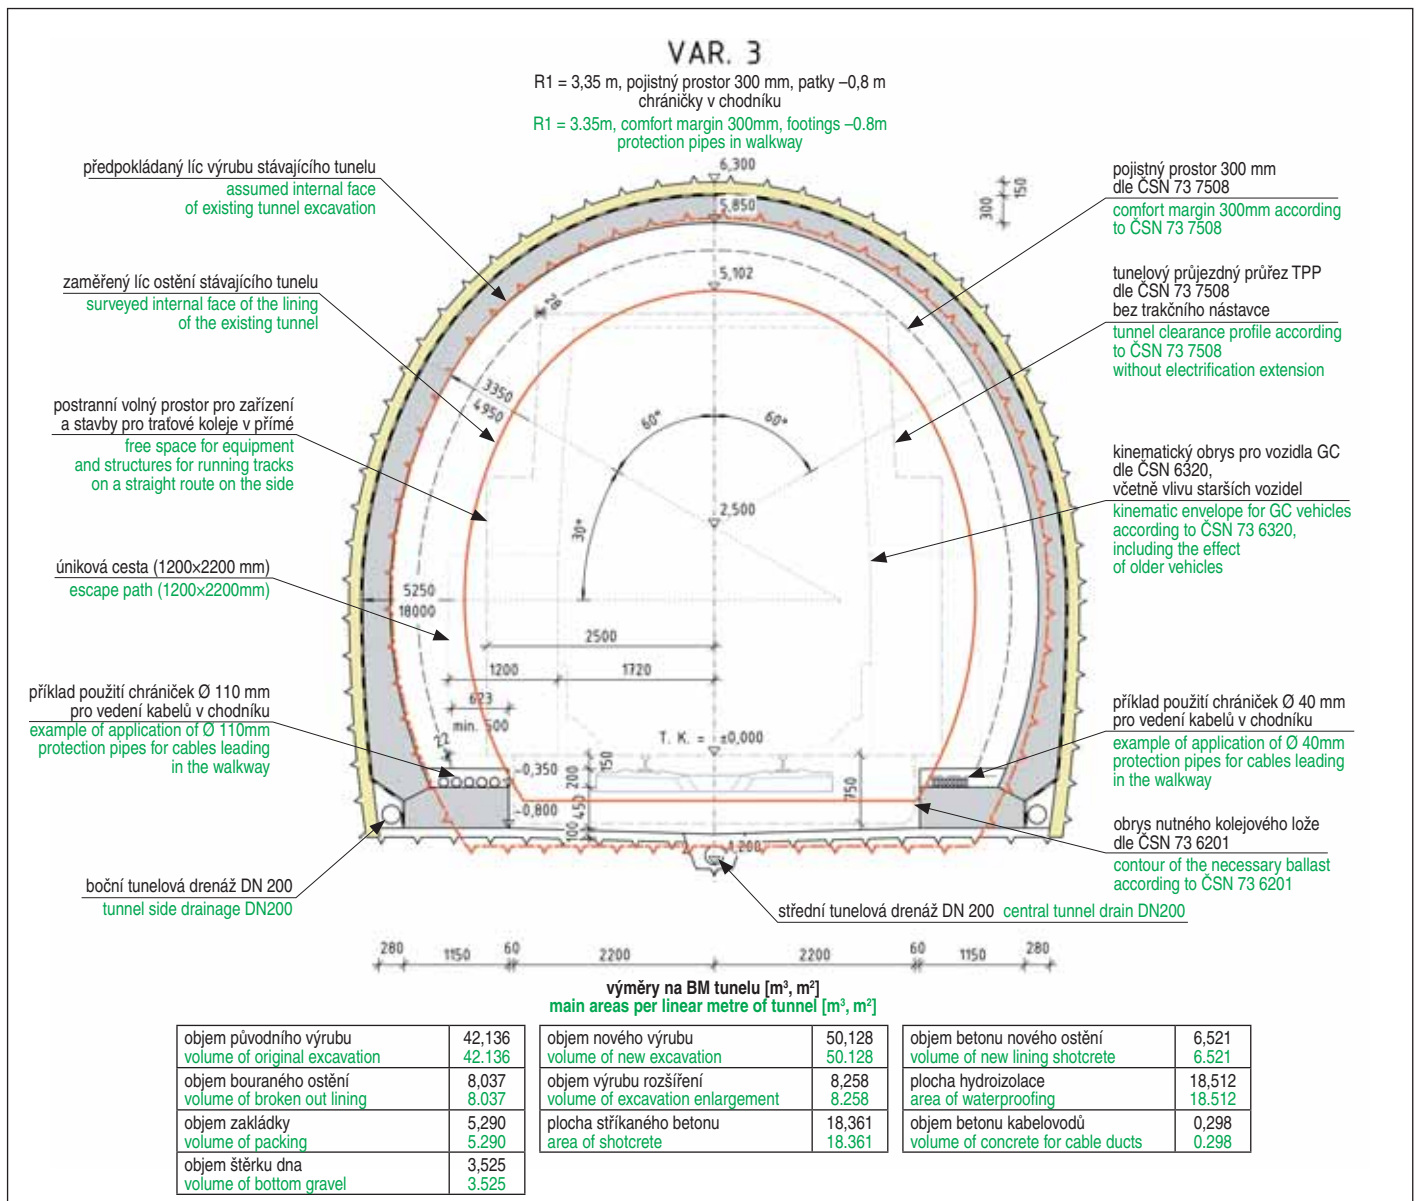 VAR. 3
R1 = 3,35 m, pojistný prostor 300 mm, patky –0,8 m
chráničky v chodníku
R1 = 3.35m, comfort margin 300mm, footings –0.8m
protection pipes in walkway
předpokládaný líc výrubu stávajícího tunelu
assumed internal face
of existing tunnel excavation
zaměřený líc ostění stávajícího tunelu
surveyed internal face of the lining
of the existing tunnel
postranní volný prostor pro zařízení
a stavby pro traťové koleje v přímé
free space for equipment
and structures for running tracks
on a straight route on the side
úniková cesta (1200×2200 mm)
escape path (1200×2200mm)
příklad použití chrániček Ø 110 mm
pro vedení kabelů v chodníku
example of application of Ø 110mm
protection pipes for cables leading
in the walkway
boční tunelová drenáž DN 200
tunnel side drainage DN200
6,300
5,850
5,102
26
3350
4950
60°
60°
30°
2,500
5250
18000
2500
1200
1720
623
min. 500
22
T. K. = ±0,000
150
-0,350
200
-0,800
450
100
750
1,200
300
150
pojistný prostor 300 mm
dle ČSN 73 7508
comfort margin 300mm according
to ČSN 73 7508
tunelový průjezdný průřez TPP
dle ČSN 73 7508
bez trakčního nástavce
tunnel clearance profile according
to ČSN 73 7508
without electrification extension
kinematický obrys pro vozidla GC
dle ČSN 6320,
včetně vlivu starších vozidel
kinematic envelope for GC vehicles
according to ČSN 73 6320,
including the effect
of older vehicles
příklad použití chrániček Ø 40 mm
pro vedení kabelů v chodníku
example of application of Ø 40mm
protection pipes for cables leading
in the walkway
obrys nutného kolejového lože
dle ČSN 73 6201
contour of the necessary ballast
according to ČSN 73 6201
střední tunelová drenáž DN 200 central tunnel drain DN200
280 1150 60 2200 2200 60 1150 280
výměry na BM tunelu [m³, m²]
main areas per linear metre of tunnel [m³, m²]
objem původního výrubu 42,136
volume of original excavation 42.136
objem bouraného ostění 8,037
volume of broken out lining 8.037
objem zakládky 5,290
volume of packing 5.290
objem štěrku dna 3,525
volume of bottom gravel 3.525
objem nového výrubu 50,128
volume of new excavation 50.128
objem výrubu rozšíření 8,258
volume of excavation enlargement 8.258
plocha stříkaného betonu 18,361
area of shotcrete 18.361
objem betonu nového ostění 6,521
volume of new lining shotcrete 6.521
plocha hydroizolace 18,512
area of waterproofing 18.512
objem betonu kabelovodů 0,298
volume of concrete for cable ducts 0.298